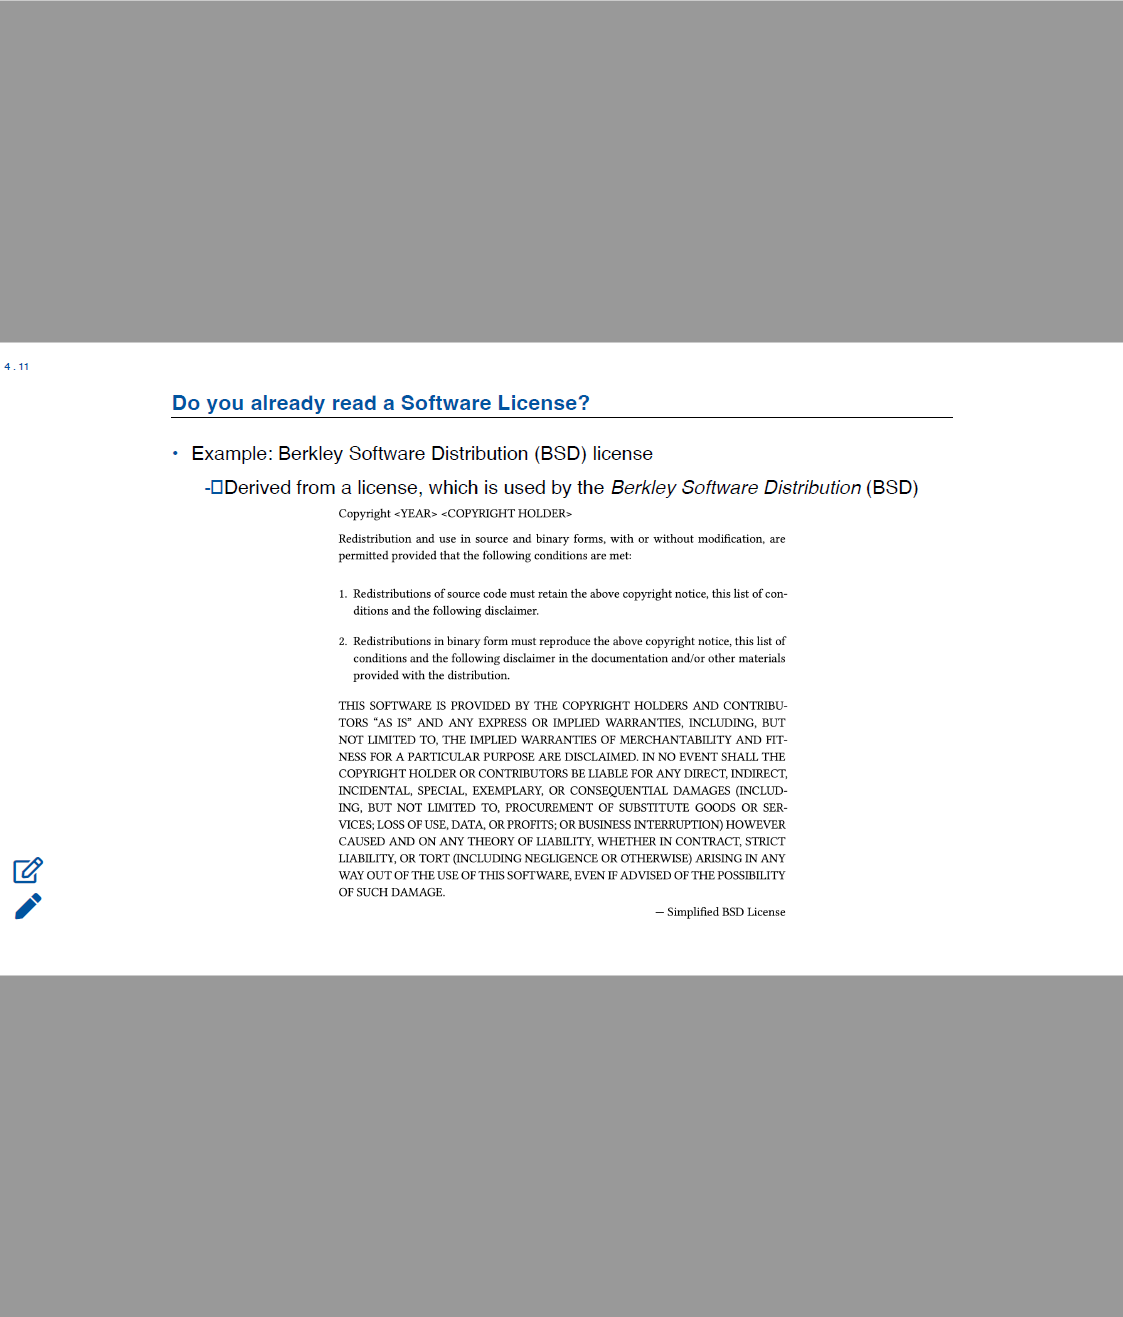 4 . 11
Do you already read a Software License?
• Example: Berkley Software Distribution (BSD) license
-□Derived from a license, which is used by the Berkley Software Distribution (BSD)
Copyright <YEAR> <COPYRIGHT HOLDER>
Redistribution and use in source and binary forms, with or without modification, are
permitted provided that the following conditions are met:
1. Redistributions of source code must retain the above copyright notice, this list of con-
ditions and the following disclaimer.
2. Redistributions in binary form must reproduce the above copyright notice, this list of
conditions and the following disclaimer in the documentation and/or other materials
provided with the distribution.
THIS SOFTWARE IS PROVIDED BY THE COPYRIGHT HOLDERS AND CONTRIBU-
TORS “AS IS” AND ANY EXPRESS OR IMPLIED WARRANTIES, INCLUDING, BUT
NOT LIMITED TO, THE IMPLIED WARRANTIES OF MERCHANTABILITY AND FIT-
NESS FOR A PARTICULAR PURPOSE ARE DISCLAIMED. IN NO EVENT SHALL THE
COPYRIGHT HOLDER OR CONTRIBUTORS BE LIABLE FOR ANY DIRECT, INDIRECT,
INCIDENTAL, SPECIAL, EXEMPLARY, OR CONSEQUENTIAL DAMAGES (INCLUD-
ING, BUT NOT LIMITED TO, PROCUREMENT OF SUBSTITUTE GOODS OR SER-
VICES; LOSS OF USE, DATA, OR PROFITS; OR BUSINESS INTERRUPTION) HOWEVER
CAUSED AND ON ANY THEORY OF LIABILITY, WHETHER IN CONTRACT, STRICT
LIABILITY, OR TORT (INCLUDING NEGLIGENCE OR OTHERWISE) ARISING IN ANY
WAY OUT OF THE USE OF THIS SOFTWARE, EVEN IF ADVISED OF THE POSSIBILITY
OF SUCH DAMAGE.
— Simplified BSD License